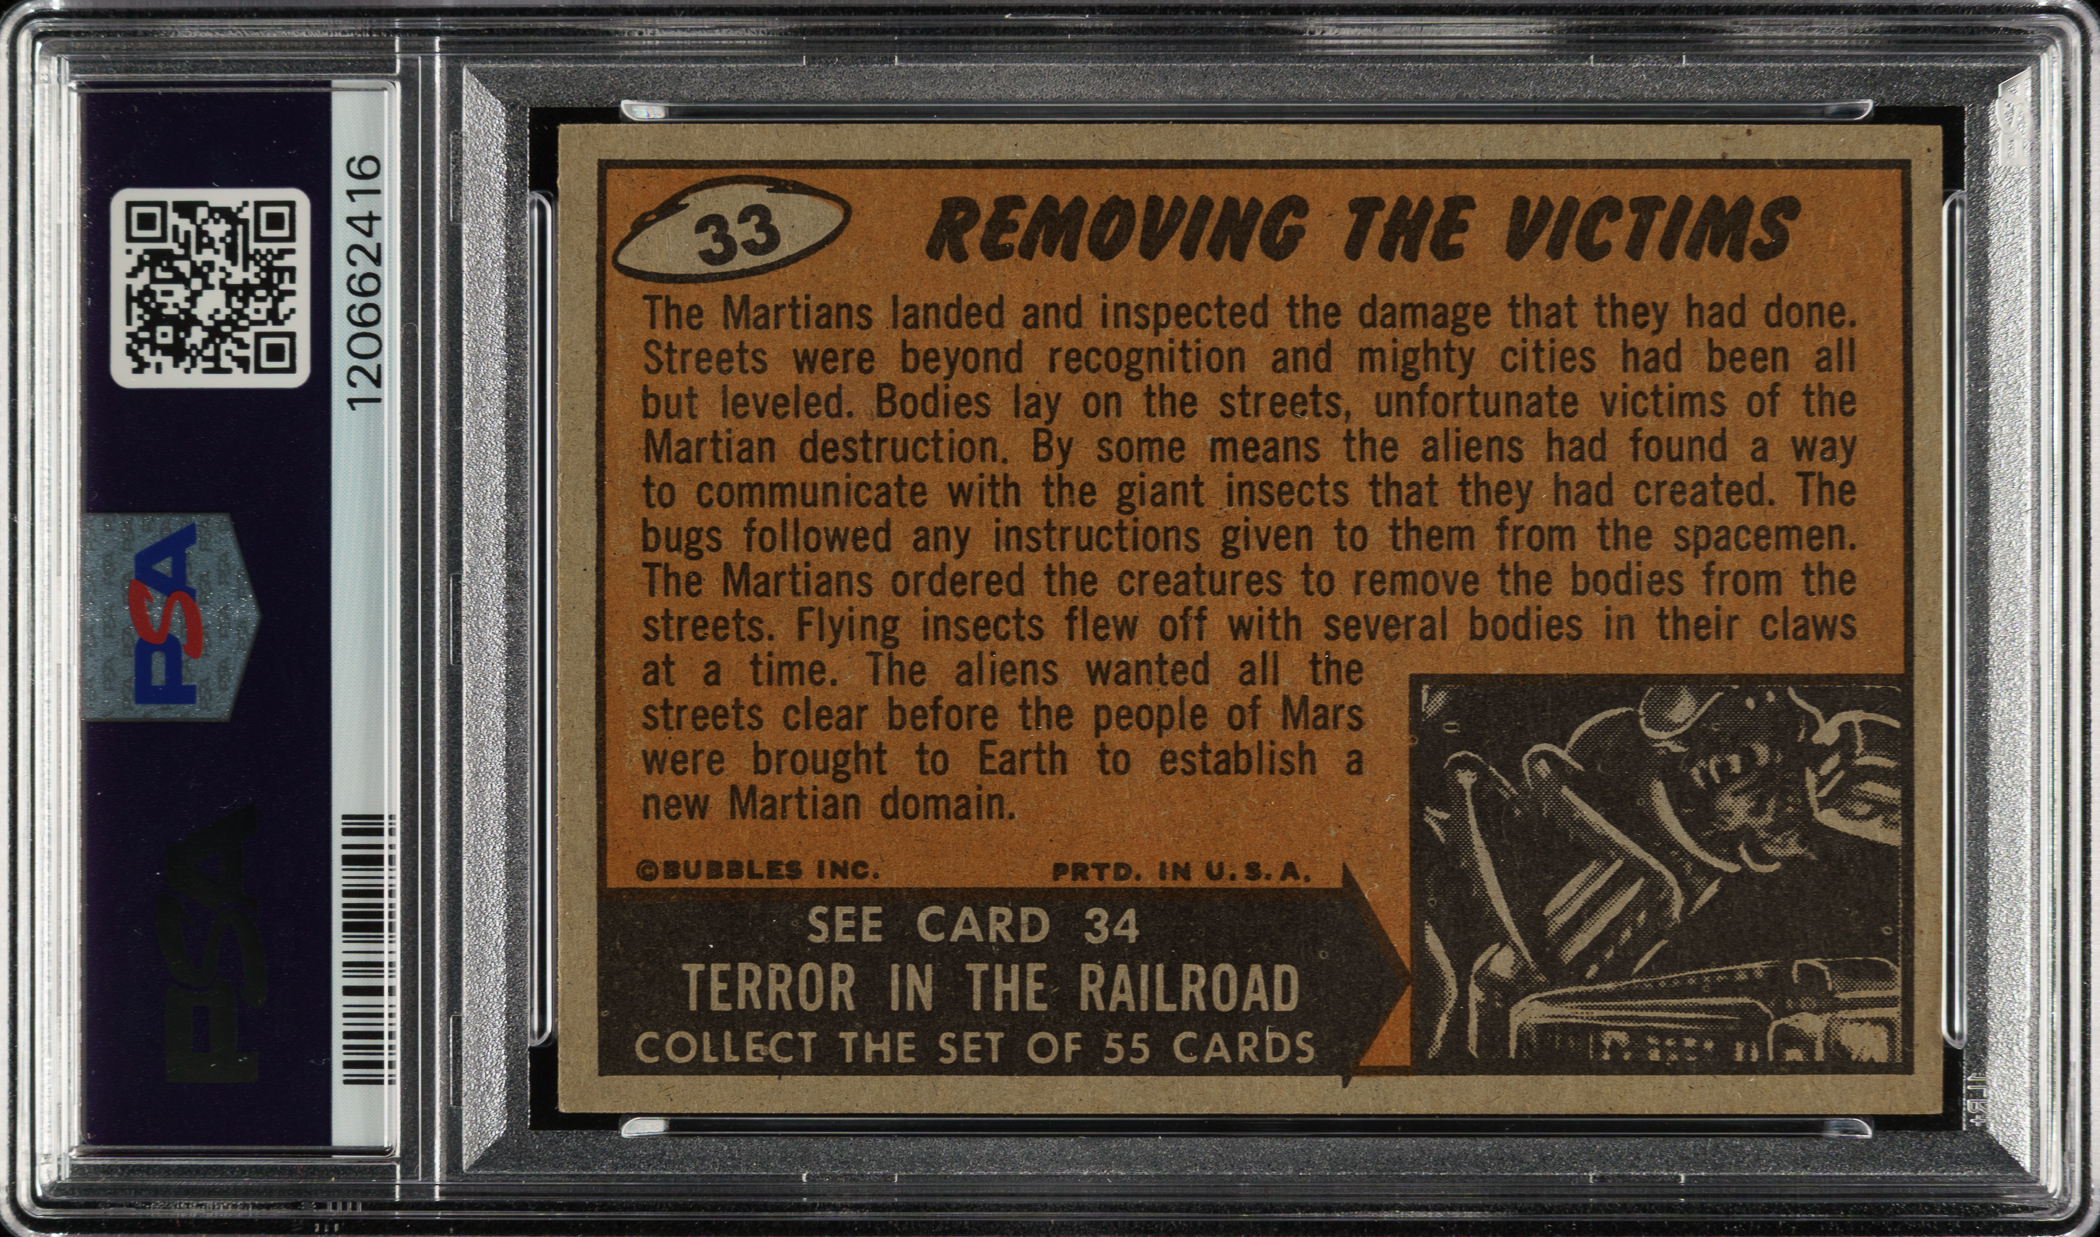 120662416
PSA
PSA
33
REMOVING THE VICTIMS
The Martians landed and inspected the damage that they had done.
Streets were beyond recognition and mighty cities had been all
but leveled. Bodies lay on the streets, unfortunate victims of the
Martian destruction. By some means the aliens had found a way
to communicate with the giant insects that they had created. The
bugs followed any instructions given to them from the spacemen.
The Martians ordered the creatures to remove the bodies from the
streets. Flying insects flew off with several bodies in their claws
at a time. The aliens wanted all the
streets clear before the people of Mars
were brought to Earth to establish a
new Martian domain.
©BUBBLES INC. PRTD. IN U.S.A.
SEE CARD 34
TERROR IN THE RAILROAD
COLLECT THE SET OF 55 CARDS